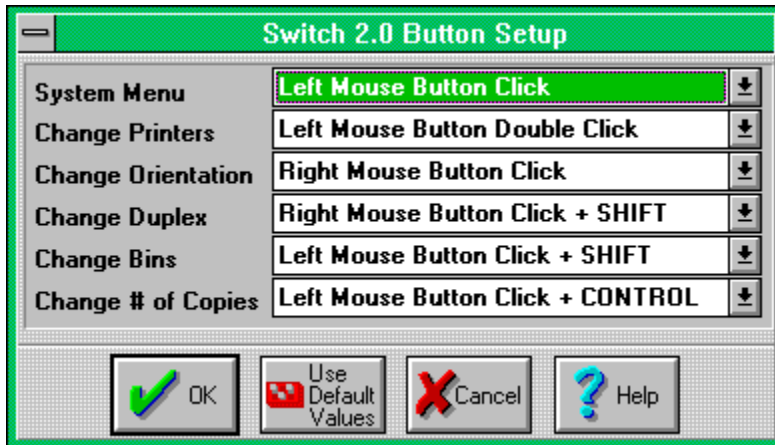 Switch 2.0 Button Setup
System Menu Left Mouse Button Click
Change Printers Left Mouse Button Double Click
Change Orientation Right Mouse Button Click
Change Duplex Right Mouse Button Click + SHIFT
Change Bins Left Mouse Button Click + SHIFT
Change # of Copies Left Mouse Button Click + CONTROL
OK
Use
Default
Values
Cancel
Help